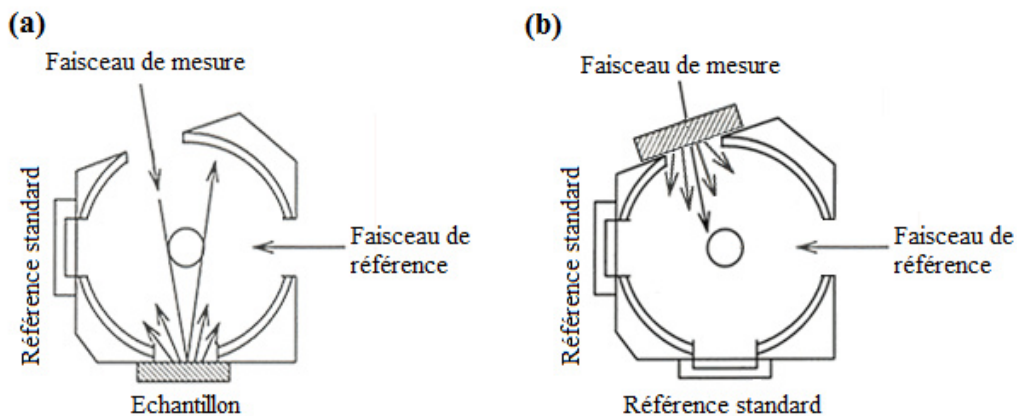 (a)
Faisceau de mesure
Référence standard
Faisceau de
référence
Echantillon
(b)
Faisceau de mesure
Référence standard
Faisceau de
référence
Référence standard